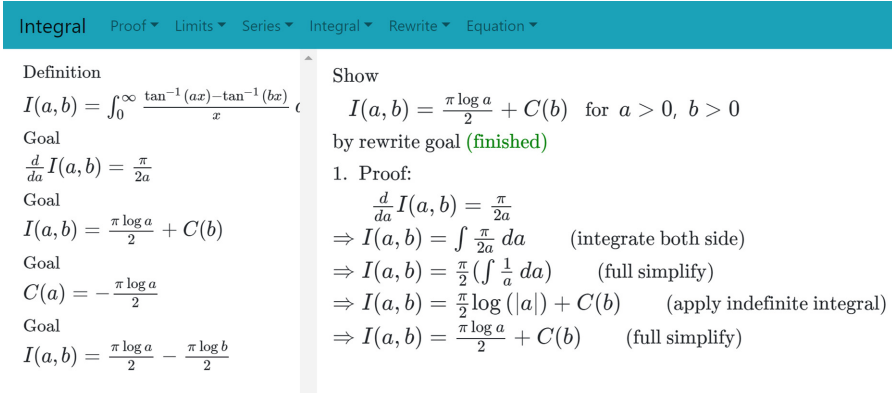 Integral Proof Limits Series Integral Rewrite Equation
Definition
I(a, b) = ∫₀^∞ (tan⁻¹ (ax)−tan⁻¹ (bx))/x
Goal
d/da I(a, b) = π/(2a)
Goal
I(a, b) = (π log a)/2 + C(b)
Goal
C(a) = −(π log a)/2
Goal
I(a, b) = (π log a)/2 − (π log b)/2
Show
I(a, b) = (π log a)/2 + C(b) for a > 0, b > 0
by rewrite goal (finished)
1. Proof:
d/da I(a, b) = π/(2a)
⇒ I(a, b) = ∫ π/(2a) da (integrate both side)
⇒ I(a, b) = π/2 (∫ 1/a da) (full simplify)
⇒ I(a, b) = π/2 log (|a|) + C(b) (apply indefinite integral)
⇒ I(a, b) = (π log a)/2 + C(b) (full simplify)